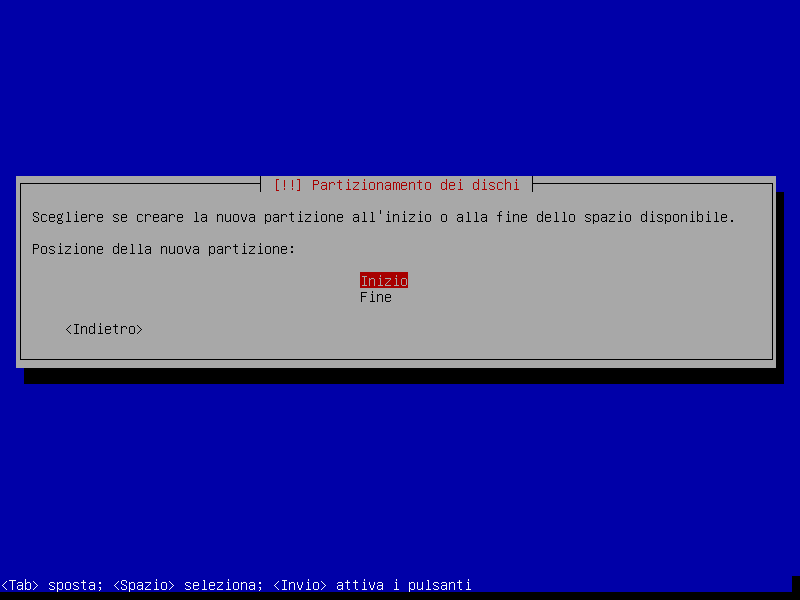 [!!] Partizionamento dei dischi
Scegliere se creare la nuova partizione all'inizio o alla fine dello spazio disponibile.
Posizione della nuova partizione:
Inizio
Fine
<Indietro>
<Tab> sposta; <Spazio> seleziona; <Invio> attiva i pulsanti